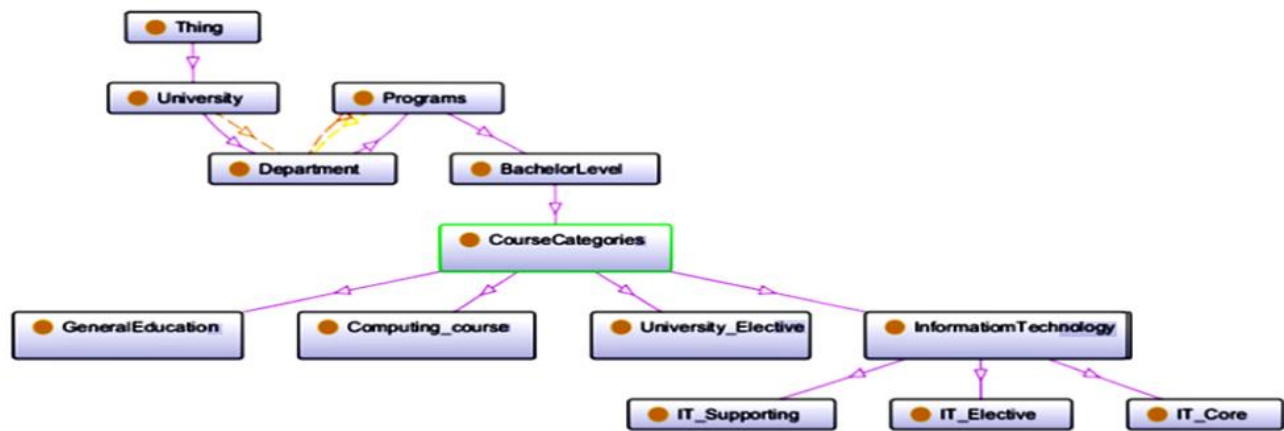 Thing
University
Programs
Department
BachelorLevel
CourseCategories
GeneralEducation
Computing_course
University_Elective
InformatiomTechnology
IT_Supporting
IT_Elective
IT_Core